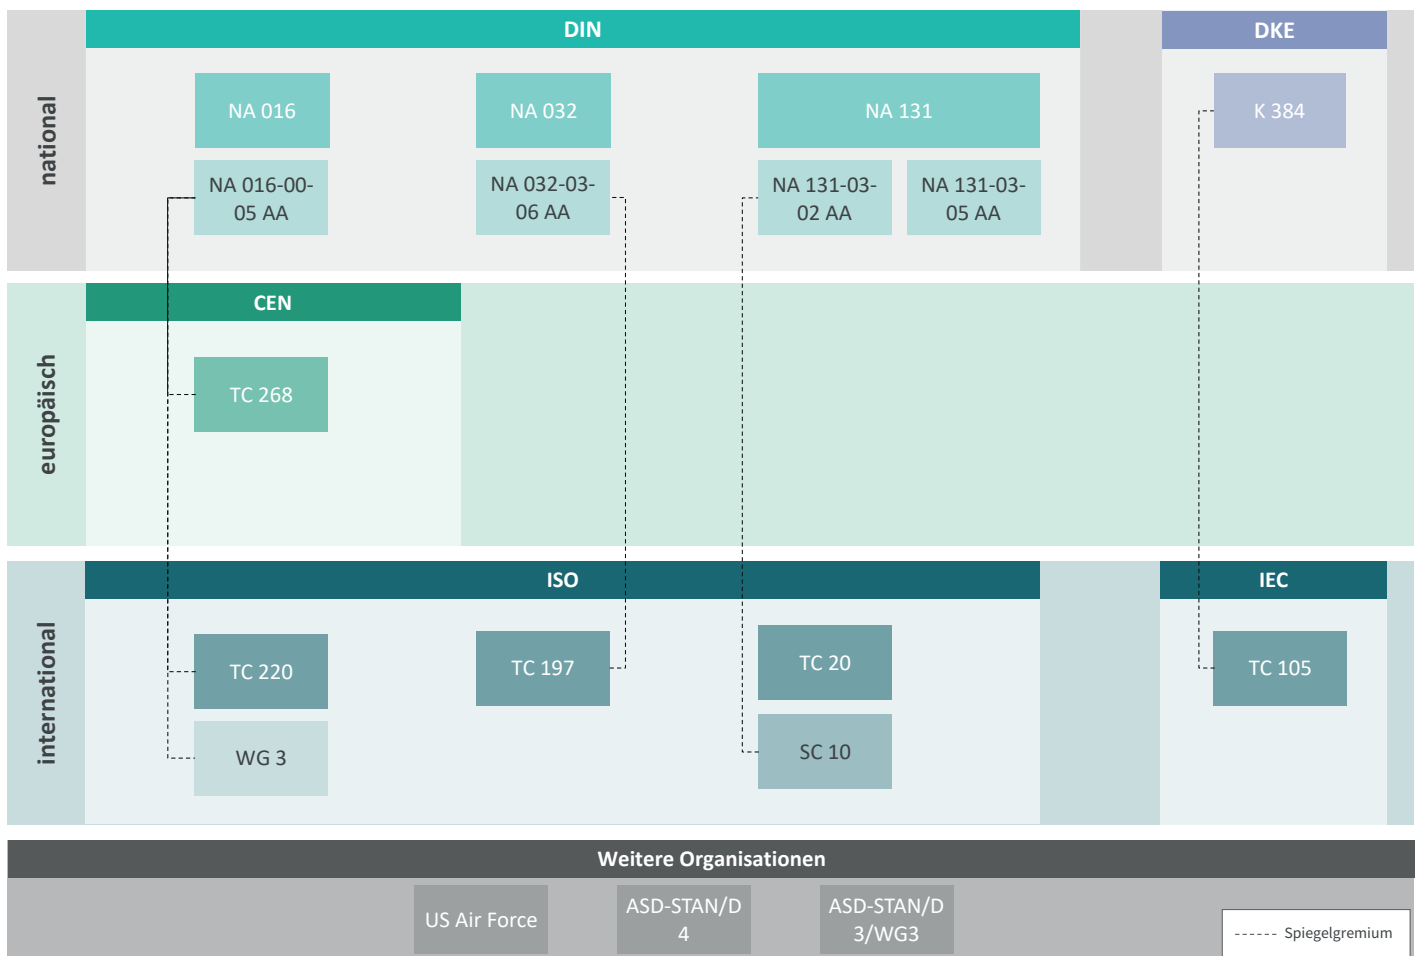 DIN
DKE
national
NA 016
NA 032
NA 131
K 384
NA 016-00-
05 AA
NA 032-03-
06 AA
NA 131-03-
02 AA
NA 131-03-
05 AA
CEN
europäisch
TC 268
ISO
IEC
international
TC 220
TC 197
TC 20
TC 105
WG 3
SC 10
Weitere Organisationen
US Air Force
ASD-STAN/D
4
ASD-STAN/D
3/WG3
Spiegelgremium